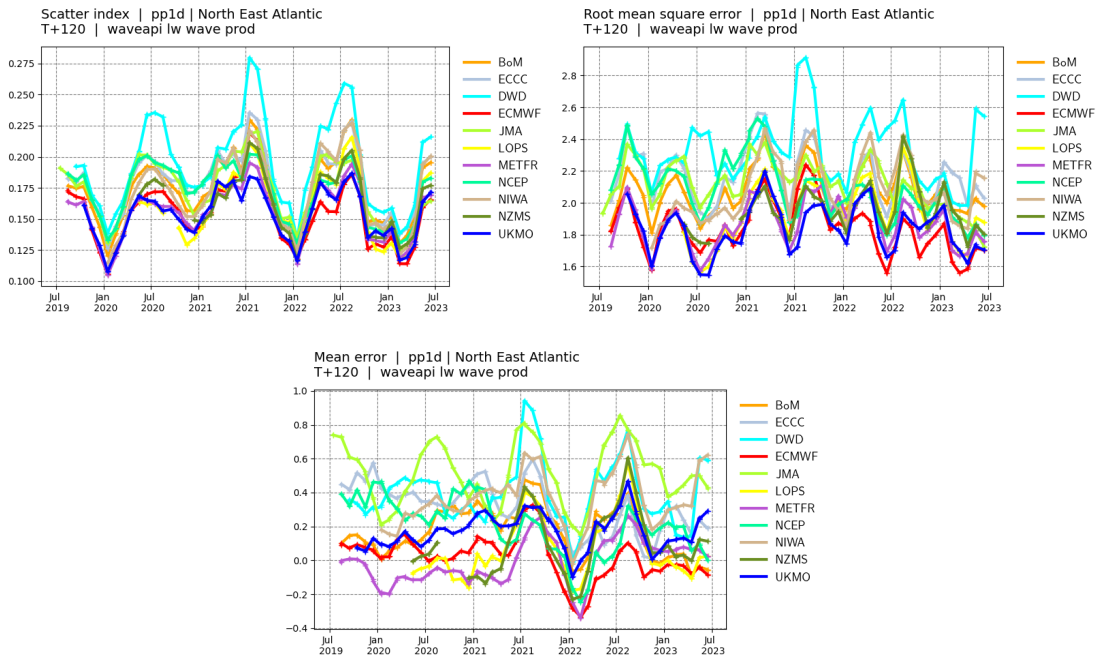 Scatter index | pp1d | North East Atlantic
T+120 | waveapi lw wave prod
0.275
0.250
0.225
0.200
0.175
0.150
0.125
0.100
Jul Jan Jul Jan Jul Jan Jul Jan Jul
2019 2020 2020 2021 2021 2022 2022 2023 2023
BoM
ECCC
DWD
ECMWF
JMA
LOPS
METFR
NCEP
NIWA
NZMS
UKMO
Root mean square error | pp1d | North East Atlantic
T+120 | waveapi lw wave prod
2.8
2.6
2.4
2.2
2.0
1.8
1.6
Jul Jan Jul Jan Jul Jan Jul Jan Jul
2019 2020 2020 2021 2021 2022 2022 2023 2023
BoM
ECCC
DWD
ECMWF
JMA
LOPS
METFR
NCEP
NIWA
NZMS
UKMO
Mean error | pp1d | North East Atlantic
T+120 | waveapi lw wave prod
1.0
0.8
0.6
0.4
0.2
0.0
−0.2
−0.4
Jul Jan Jul Jan Jul Jan Jul Jan Jul
2019 2020 2020 2021 2021 2022 2022 2023 2023
BoM
ECCC
DWD
ECMWF
JMA
LOPS
METFR
NCEP
NIWA
NZMS
UKMO